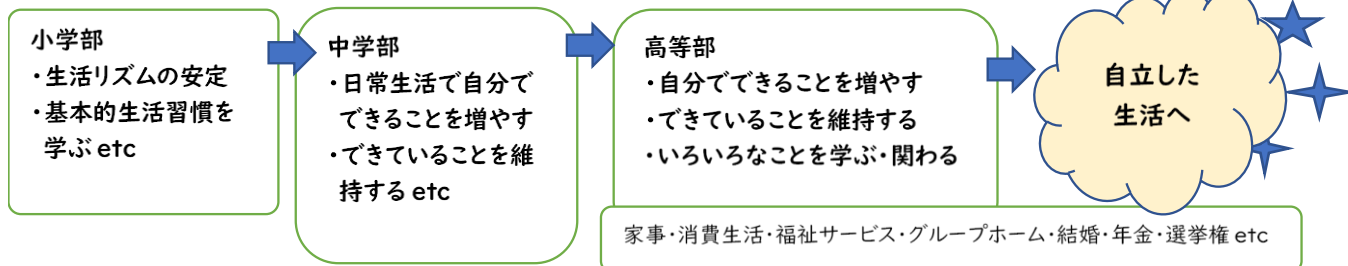 小学部
・生活リズムの安定
・基本的生活習慣を
学ぶ etc
中学部
・日常生活で自分で
できることを増やす
・できていることを維
持する etc
高等部
・自分でできることを増やす
・できていることを維持する
・いろいろなことを学ぶ・関わる
家事・消費生活・福祉サービス・グループホーム・結婚・年金・選挙権 etc
自立した
生活へ